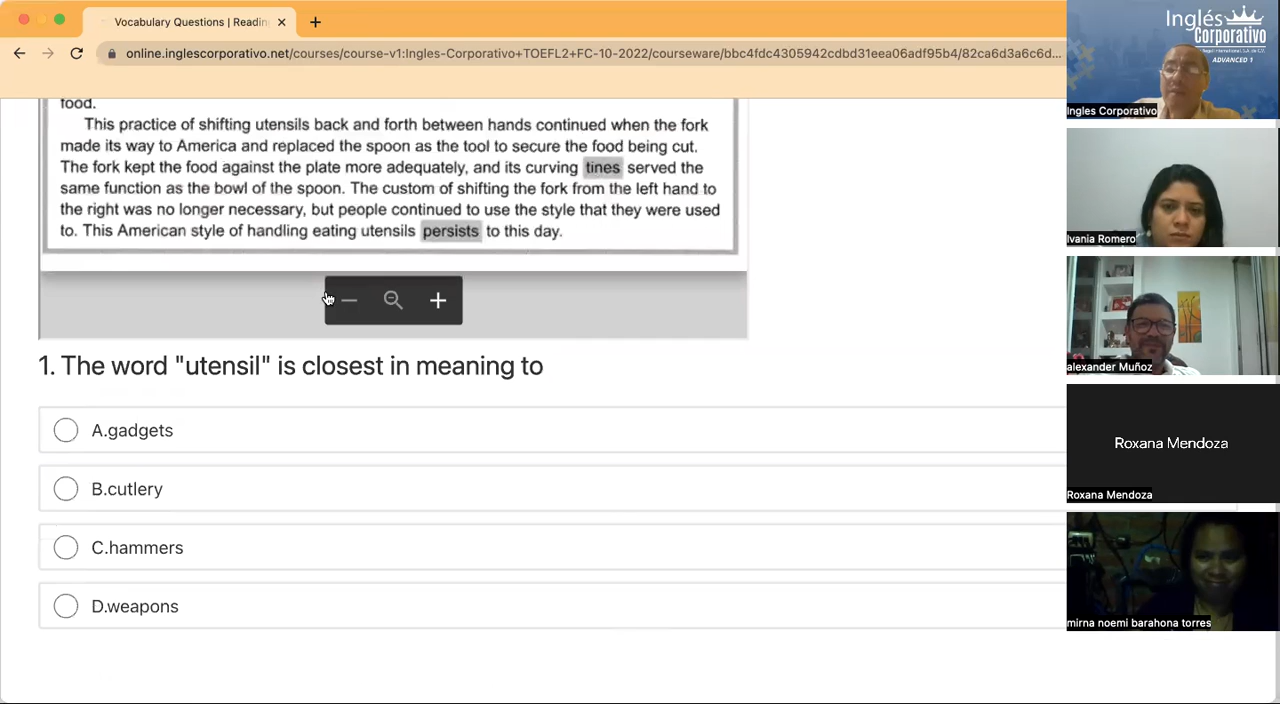 Vocabulary Questions | Readin
online.inglescorporativo.net/courses/course-v1:Ingles-Corporativo+TOEFL2+FC-10-2022/courseware/bbc4fdc4305942cdbd31eea06adf95b4/82ca6d3a6c6d...
food.
This practice of shifting utensils back and forth between hands continued when the fork
made its way to America and replaced the spoon as the tool to secure the food being cut.
The fork kept the food against the plate more adequately, and its curving tines served the
same function as the bowl of the spoon. The custom of shifting the fork from the left hand to
the right was no longer necessary, but people continued to use the style that they were used
to. This American style of handling eating utensils persists to this day.
1. The word "utensil" is closest in meaning to
A.gadgets
B.cutlery
C.hammers
D.weapons
Inglés
Corporativo
ADVANCED 1
Ingles Corporativo
Ivania Romero
alexander Muñoz
Roxana Mendoza
Roxana Mendoza
mirna noemi barahona torres